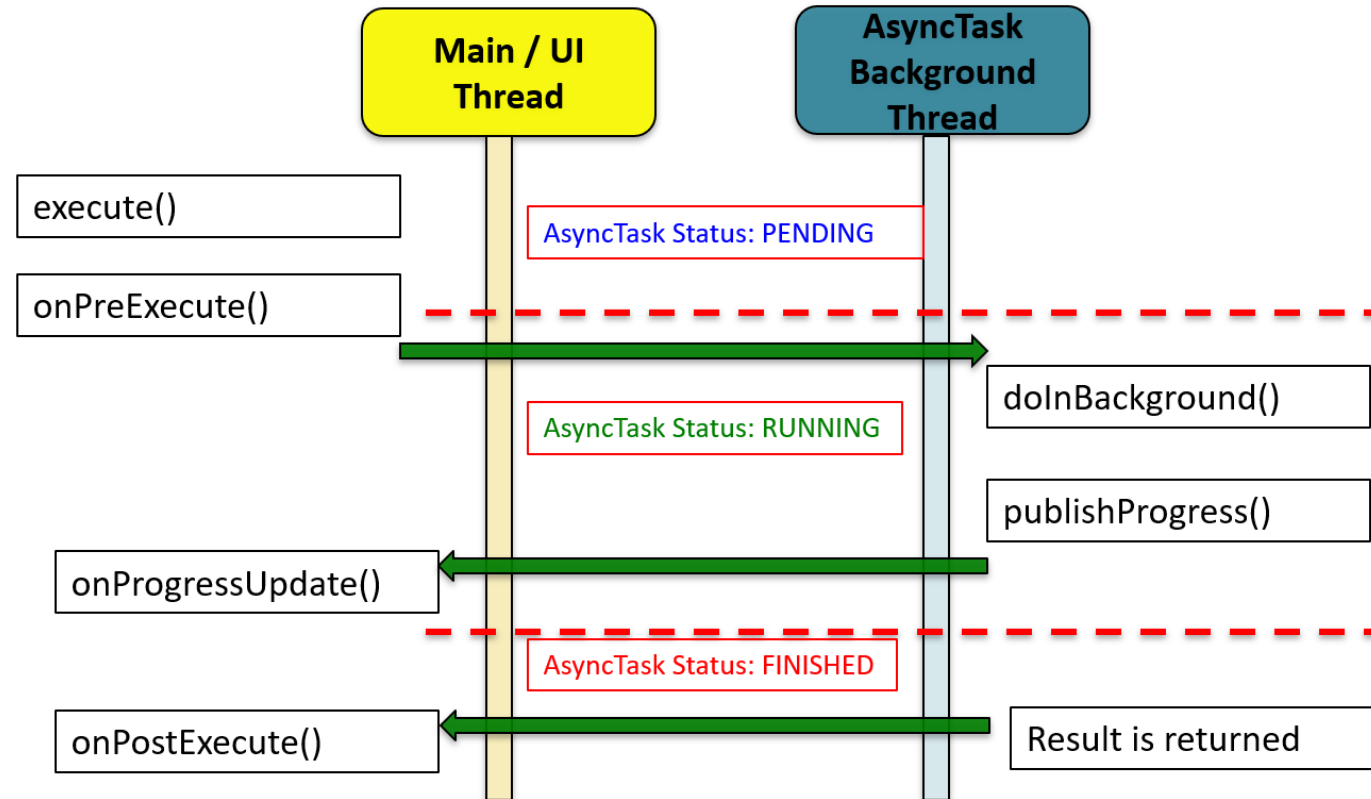 Main / UI
Thread
AsyncTask
Background
Thread
execute()
AsyncTask Status: PENDING
onPreExecute()
doInBackground()
AsyncTask Status: RUNNING
publishProgress()
onProgressUpdate()
AsyncTask Status: FINISHED
onPostExecute()
Result is returned